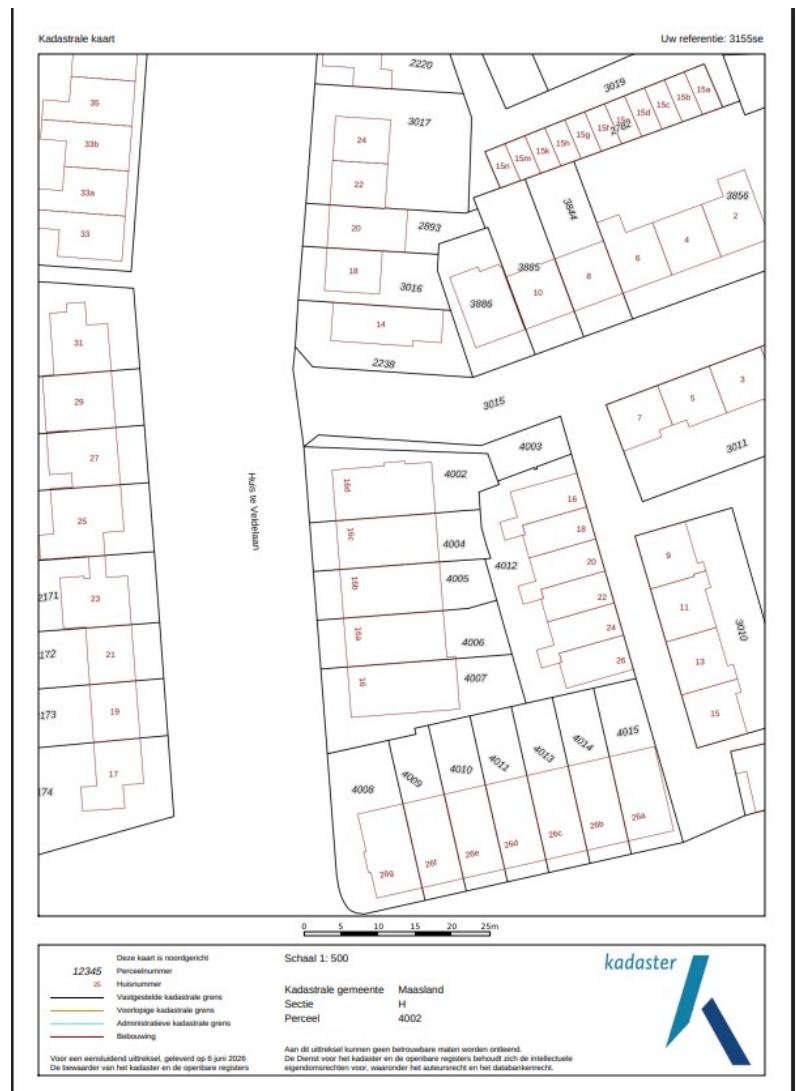 Kadastrale kaart
Uw referentie: 3155se
2220
3019
35
33b
33a
33
3017
24
22
20
2893
18
3016
14
2238
15n
15m
15k
15h
15g
15f
15e
2782
15d
15c
15b
15a
3844
3856
2
4
6
8
10
3885
3886
31
29
27
25
23
21
19
17
2171
172
173
174
Huis te Veldelaan
3015
7
5
3
3011
4003
4002
4004
4005
4006
4007
4012
16d
16c
16b
16a
16
16
18
20
22
24
26
9
11
13
15
3010
4008
4009
4010
4011
4013
4014
4015
26g
26f
26e
26d
26c
26b
26a
0 5 10 15 20 25m
Deze kaart is noordgericht
12345 Perceelnummer
25 Huisnummer
Vastgestelde kadastrale grens
Voorlopige kadastrale grens
Administratieve kadastrale grens
Bebouwing
Voor een eensluidend uittreksel, geleverd op 6 juni 2026
De bewaarder van het kadaster en de openbare registers
Schaal 1: 500
Kadastrale gemeente Maasland
Sectie H
Perceel 4002
Aan dit uittreksel kunnen geen betrouwbare maten worden ontleend.
De Dienst voor het kadaster en de openbare registers behoudt zich de intellectuele
eigendomsrechten voor, waaronder het auteursrecht en het databankenrecht.
kadaster